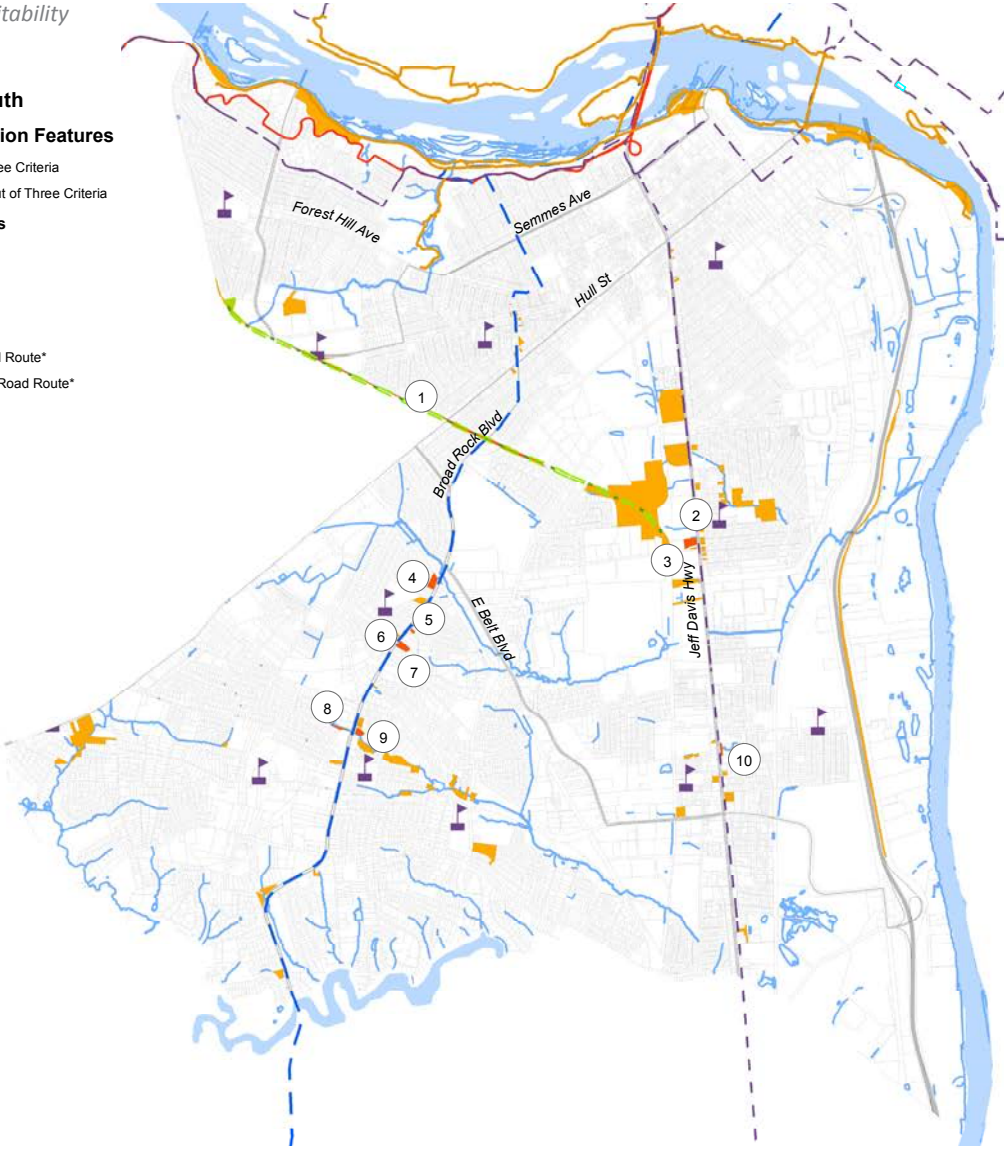 itability
uth
ion Features
ee Criteria
ut of Three Criteria
s
l Route*
Road Route*
Forest Hill Ave
Semmes Ave
Hull St
1
Broad Rock Blvd
2
3
4
Jeff Davis Hwy
E Belt Blvd
5
6
7
8
9
10